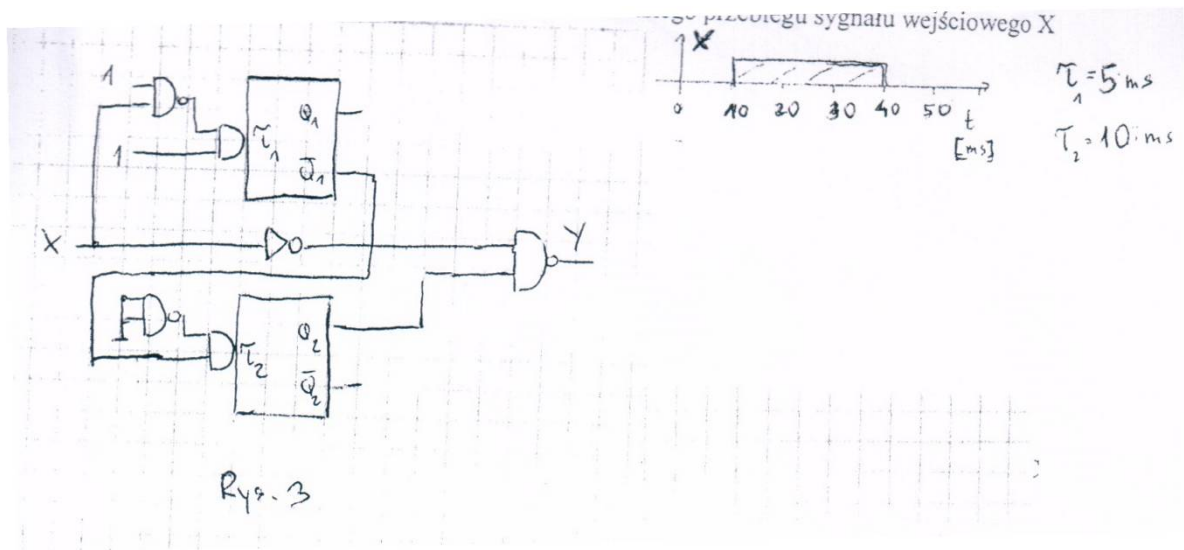 przebiegu sygnału wejściowego X
X
0 10 20 30 40 50 t
[ms]
τ₁=5 ms
τ₂=10 ms
1
1
τ₁
Q₁
Q̅₁
X
Y
τ₂
Q₂
Q̅₂
Rys. 3